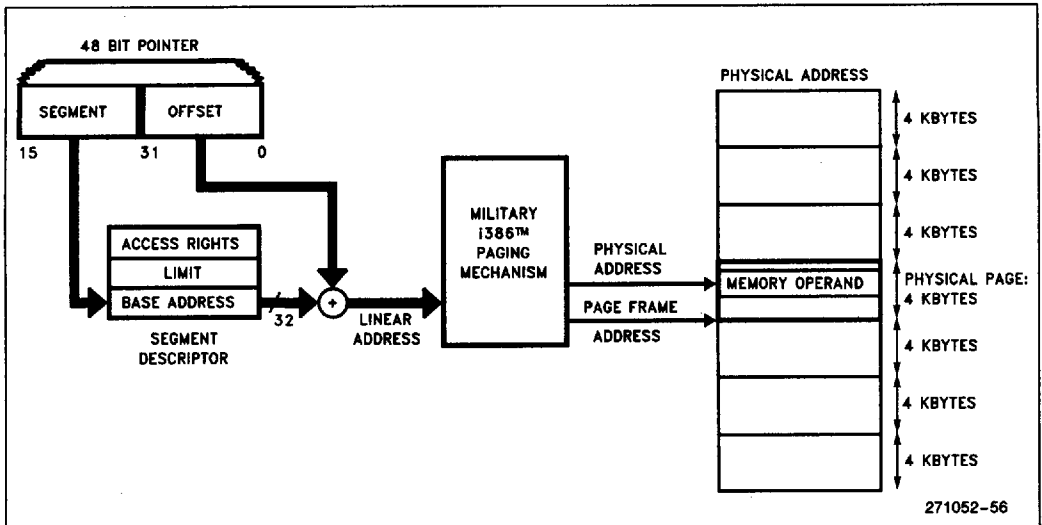 48 BIT POINTER
SEGMENT
OFFSET
15
31
0
ACCESS RIGHTS
LIMIT
BASE ADDRESS
SEGMENT
DESCRIPTOR
32
+
LINEAR
ADDRESS
MILITARY
i386™
PAGING
MECHANISM
PHYSICAL
ADDRESS
PAGE FRAME
ADDRESS
PHYSICAL ADDRESS
4 KBYTES
4 KBYTES
4 KBYTES
MEMORY OPERAND
PHYSICAL PAGE:
4 KBYTES
4 KBYTES
4 KBYTES
4 KBYTES
271052-56